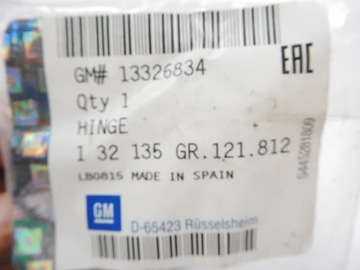 GM# 13326834
EAC
Qty 1
HINGE
1 32 135 GR.121.812
LB0815 MADE IN SPAIN
GM
D-65423 Rüsselsheim
5445281809